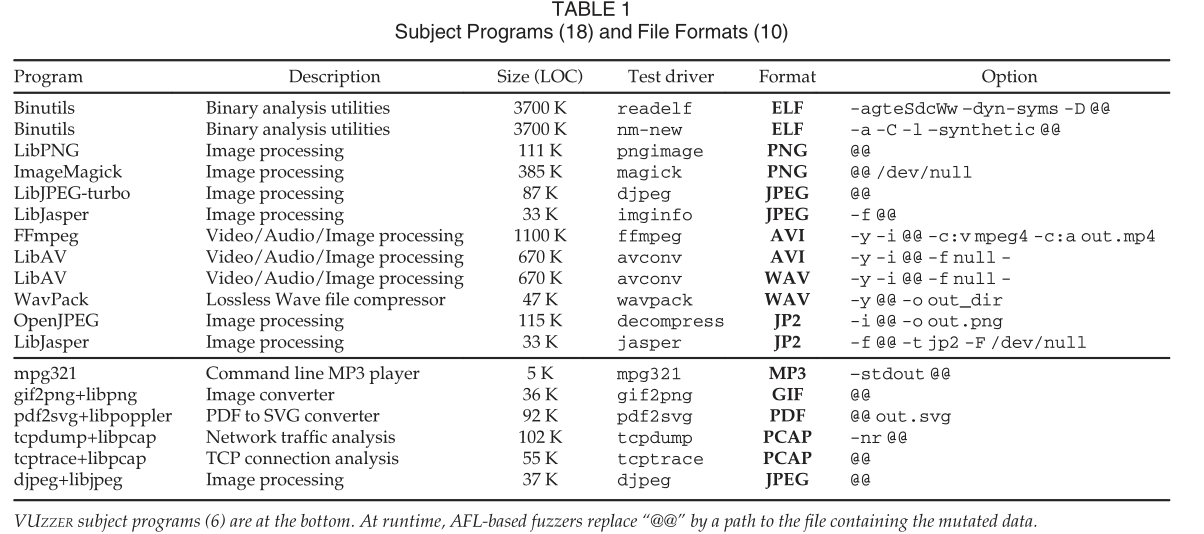 TABLE 1
Subject Programs (18) and File Formats (10)
Program Description Size (LOC) Test driver Format Option
Binutils Binary analysis utilities 3700 K readelf ELF -agteSdcWw -dyn-syms -D @@
Binutils Binary analysis utilities 3700 K nm-new ELF -a -C -l -synthetic @@
LibPNG Image processing 111 K pngimage PNG @@
ImageMagick Image processing 385 K magick PNG @@ /dev/null
LibJPEG-turbo Image processing 87 K djpeg JPEG @@
LibJasper Image processing 33 K imginfo JPEG -f @@
FFmpeg Video/Audio/Image processing 1100 K ffmpeg AVI -y -i @@ -c:v mpeg4 -c:a out.mp4
LibAV Video/Audio/Image processing 670 K avconv AVI -y -i @@ -f null -
LibAV Video/Audio/Image processing 670 K avconv WAV -y -i @@ -f null -
WavPack Lossless Wave file compressor 47 K wavpack WAV -y @@ -o out_dir
OpenJPEG Image processing 115 K decompress JP2 -i @@ -o out.png
LibJasper Image processing 33 K jasper JP2 -f @@ -t jp2 -F /dev/null
mpg321 Command line MP3 player 5 K mpg321 MP3 -stdout @@
gif2png+libpng Image converter 36 K gif2png GIF @@
pdf2svg+libpoppler PDF to SVG converter 92 K pdf2svg PDF @@ out.svg
tcpdump+libpcap Network traffic analysis 102 K tcpdump PCAP -nr @@
tcptrace+libpcap TCP connection analysis 55 K tcptrace PCAP @@
djpeg+libjpeg Image processing 37 K djpeg JPEG @@
VUZZER subject programs (6) are at the bottom. At runtime, AFL-based fuzzers replace “@@” by a path to the file containing the mutated data.